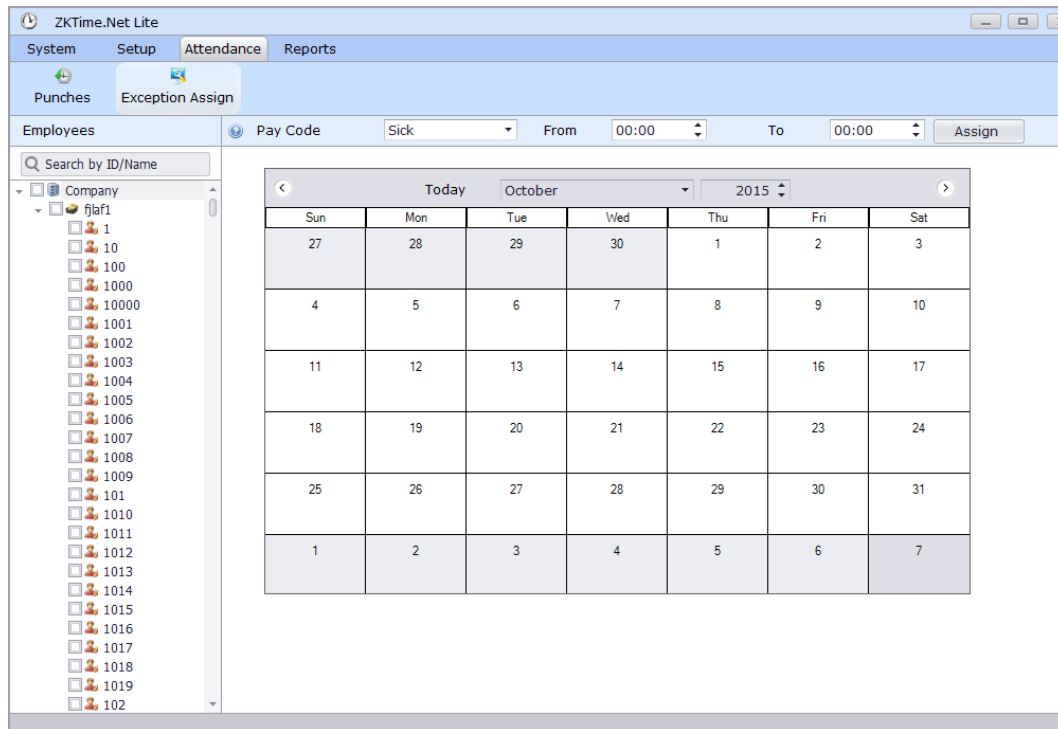 ZKTime.Net Lite
System Setup Attendance Reports
Punches Exception Assign
Employees
Pay Code Sick From 00:00 To 00:00 Assign
Search by ID/Name
Company
fjlaf1
1
10
100
1000
10000
1001
1002
1003
1004
1005
1006
1007
1008
1009
101
1010
1011
1012
1013
1014
1015
1016
1017
1018
1019
102
Today October 2015
Sun Mon Tue Wed Thu Fri Sat
27 28 29 30 1 2 3
4 5 6 7 8 9 10
11 12 13 14 15 16 17
18 19 20 21 22 23 24
25 26 27 28 29 30 31
1 2 3 4 5 6 7